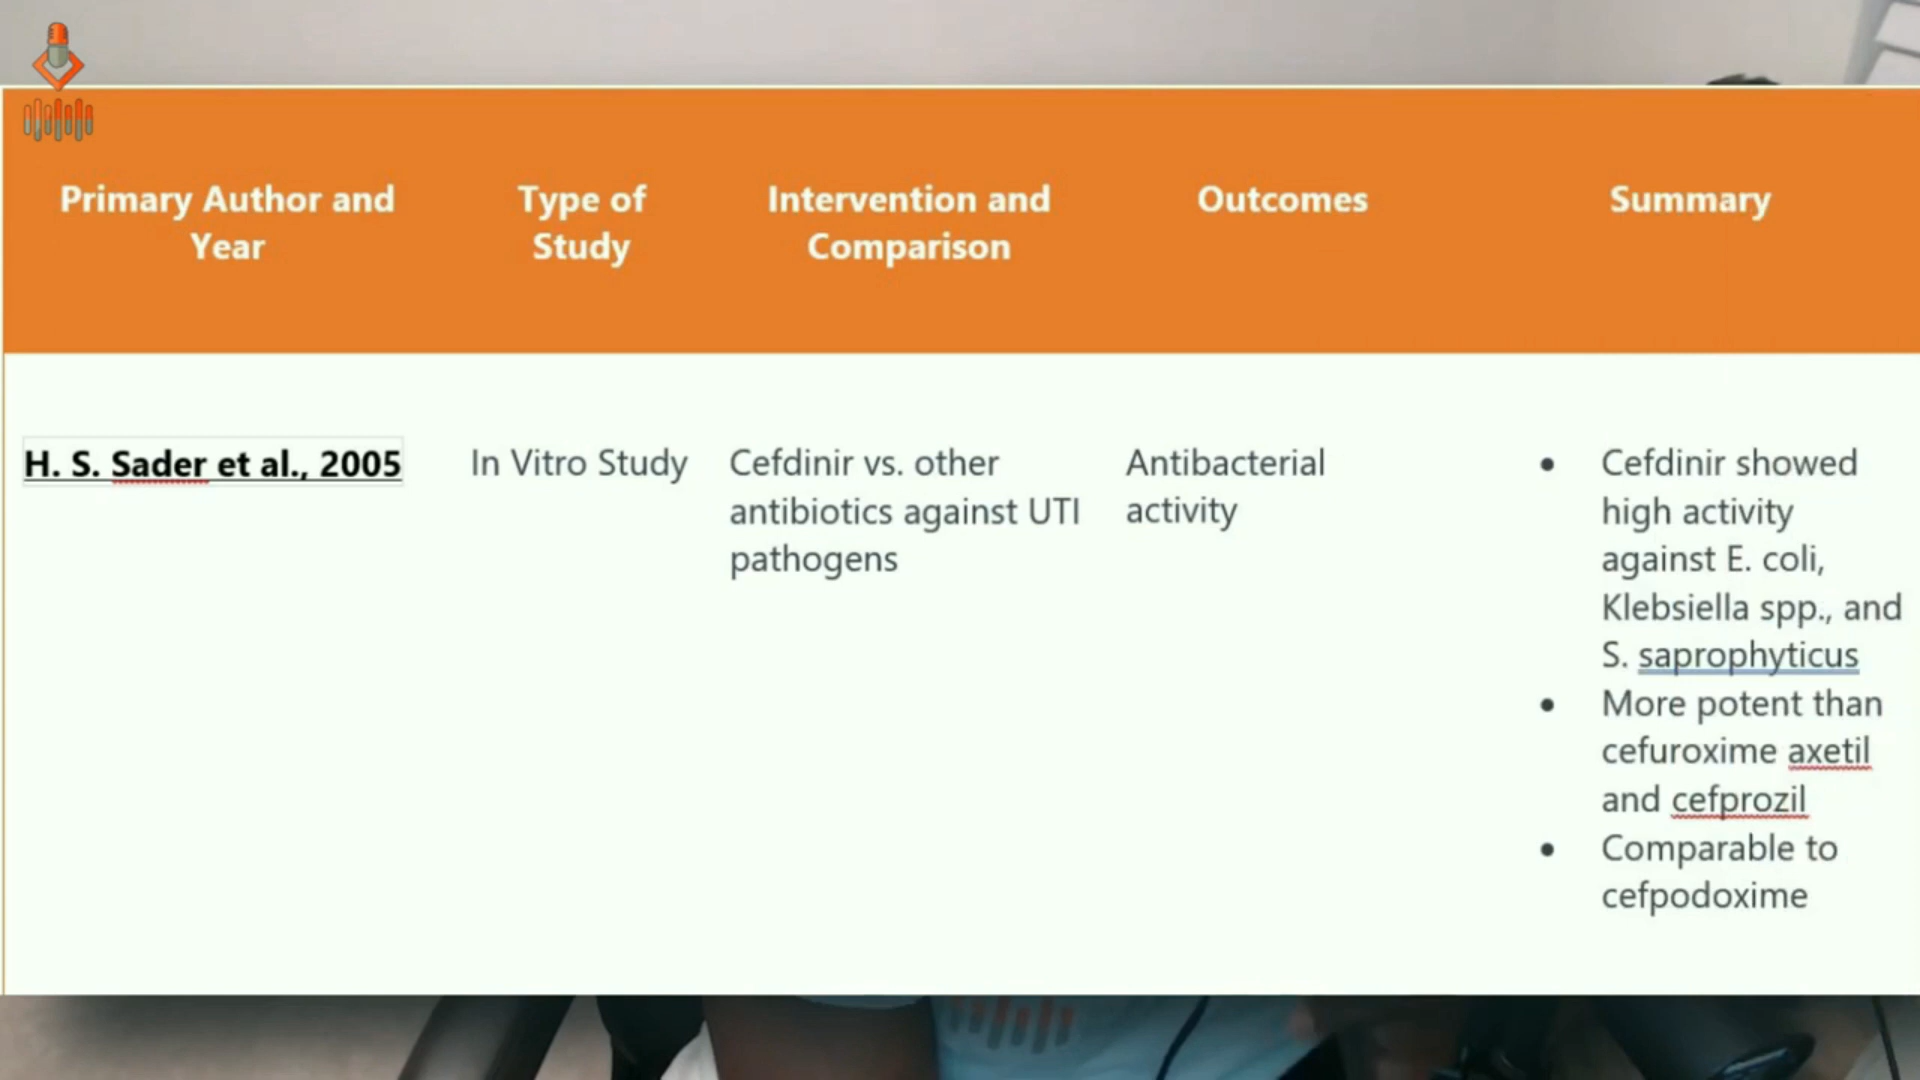 Primary Author and
Year
Type of
Study
Intervention and
Comparison
Outcomes
Summary
H. S. Sader et al., 2005
In Vitro Study
Cefdinir vs. other
antibiotics against UTI
pathogens
Antibacterial
activity
• Cefdinir showed
high activity
against E. coli,
Klebsiella spp., and
S. saprophyticus
• More potent than
cefuroxime axetil
and cefprozil
• Comparable to
cefpodoxime